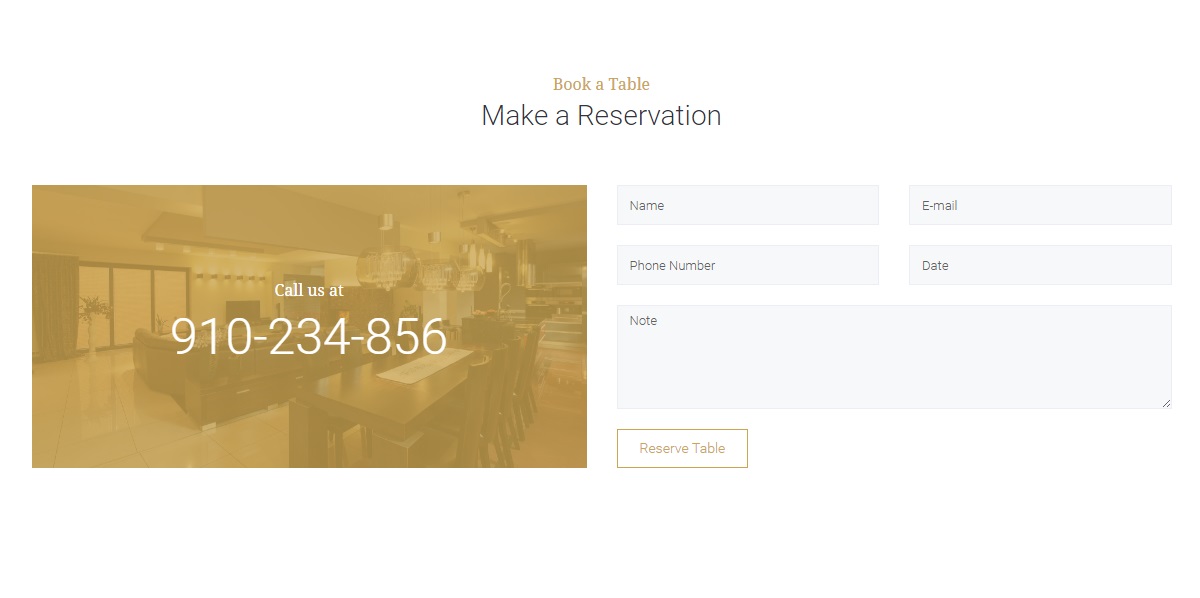 Book a Table
Make a Reservation
Call us at
910-234-856
Name
E-mail
Phone Number
Date
Note
Reserve Table